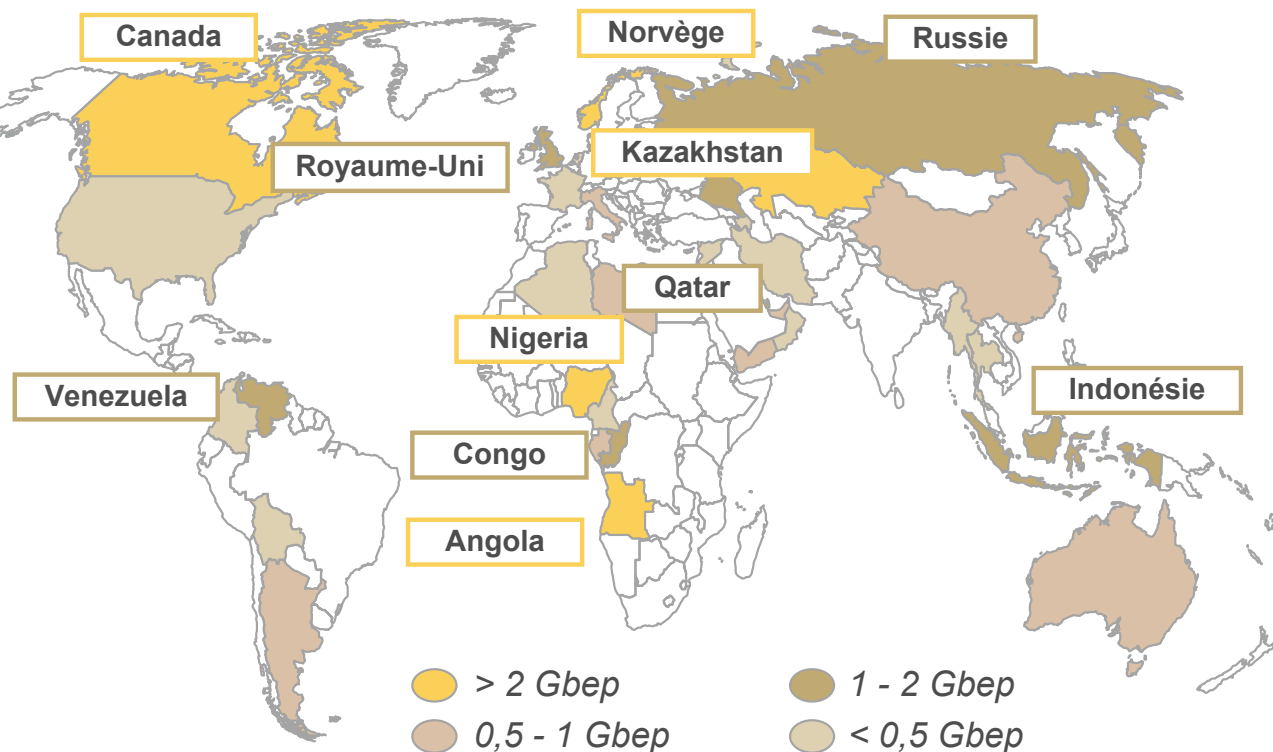 Canada
Norvège
Russie
Royaume-Uni
Kazakhstan
Qatar
Nigeria
Venezuela
Indonésie
Congo
Angola
> 2 Gbep
1 - 2 Gbep
0,5 - 1 Gbep
< 0,5 Gbep